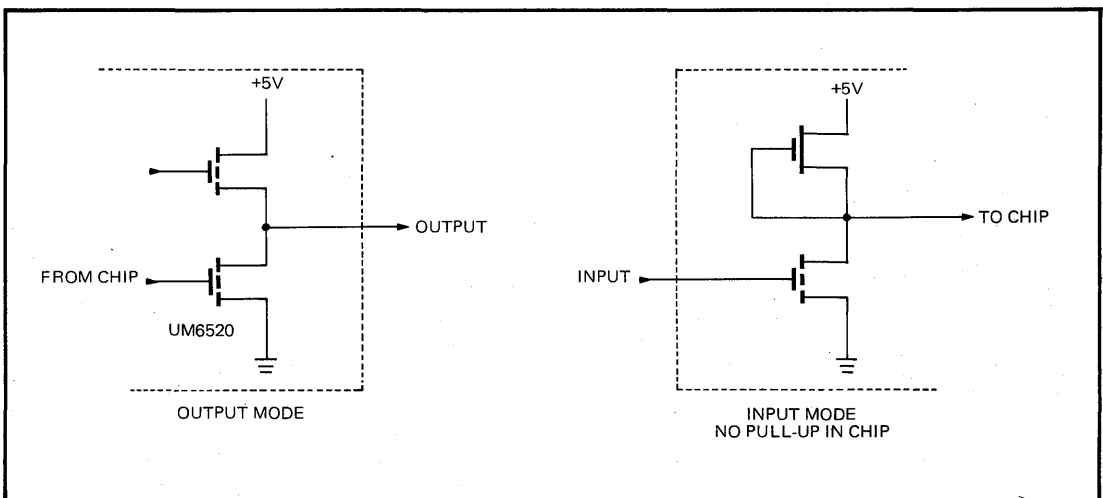 +5V
OUTPUT
FROM CHIP
UM6520
OUTPUT MODE
+5V
TO CHIP
INPUT
INPUT MODE
NO PULL-UP IN CHIP